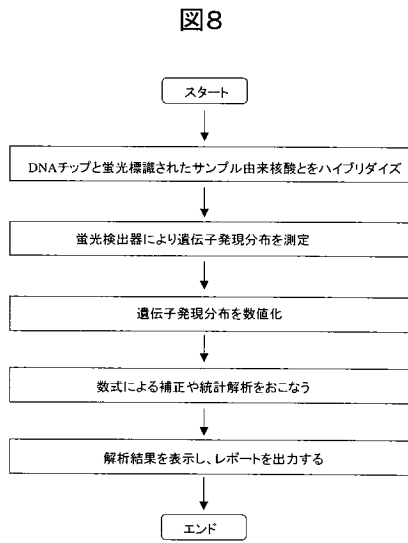 図8
スタート
DNAチップと蛍光標識されたサンプル由来核酸とをハイブリダイズ
蛍光検出器により遺伝子発現分布を測定
遺伝子発現分布を数値化
数式による補正や統計解析をおこなう
解析結果を表示し、レポートを出力する
エンド